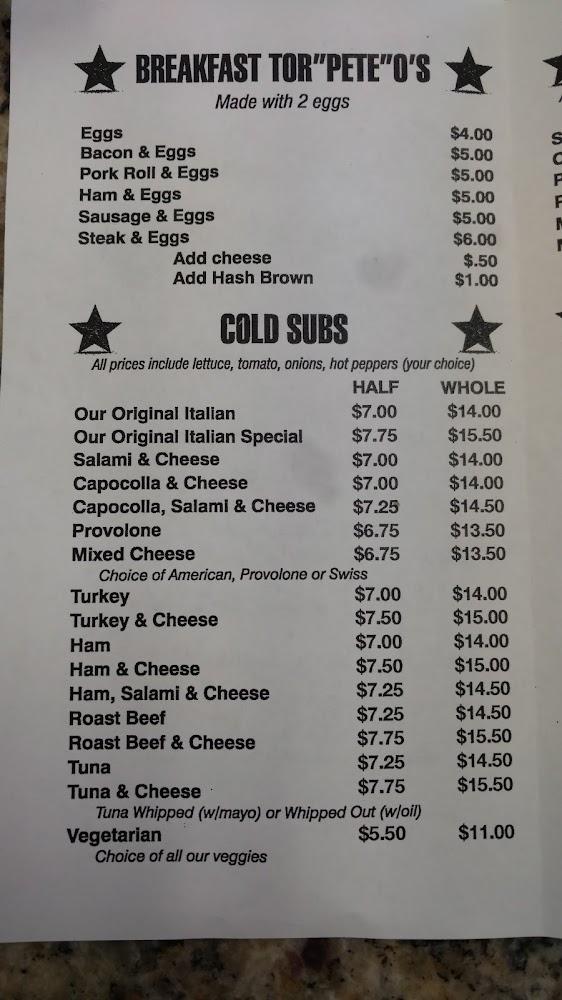 BREAKFAST TOR"PETE"O'S
Made with 2 eggs
Eggs $4.00
Bacon & Eggs $5.00
Pork Roll & Eggs $5.00
Ham & Eggs $5.00
Sausage & Eggs $5.00
Steak & Eggs $6.00
Add cheese $.50
Add Hash Brown $1.00
COLD SUBS
All prices include lettuce, tomato, onions, hot peppers (your choice)
HALF WHOLE
Our Original Italian $7.00 $14.00
Our Original Italian Special $7.75 $15.50
Salami & Cheese $7.00 $14.00
Capocolla & Cheese $7.00 $14.00
Capocolla, Salami & Cheese $7.25 $14.50
Provolone $6.75 $13.50
Mixed Cheese $6.75 $13.50
Choice of American, Provolone or Swiss
Turkey $7.00 $14.00
Turkey & Cheese $7.50 $15.00
Ham $7.00 $14.00
Ham & Cheese $7.50 $15.00
Ham, Salami & Cheese $7.25 $14.50
Roast Beef $7.25 $14.50
Roast Beef & Cheese $7.75 $15.50
Tuna $7.25 $14.50
Tuna & Cheese $7.75 $15.50
Tuna Whipped (w/mayo) or Whipped Out (w/oil)
Vegetarian $5.50 $11.00
Choice of all our veggies